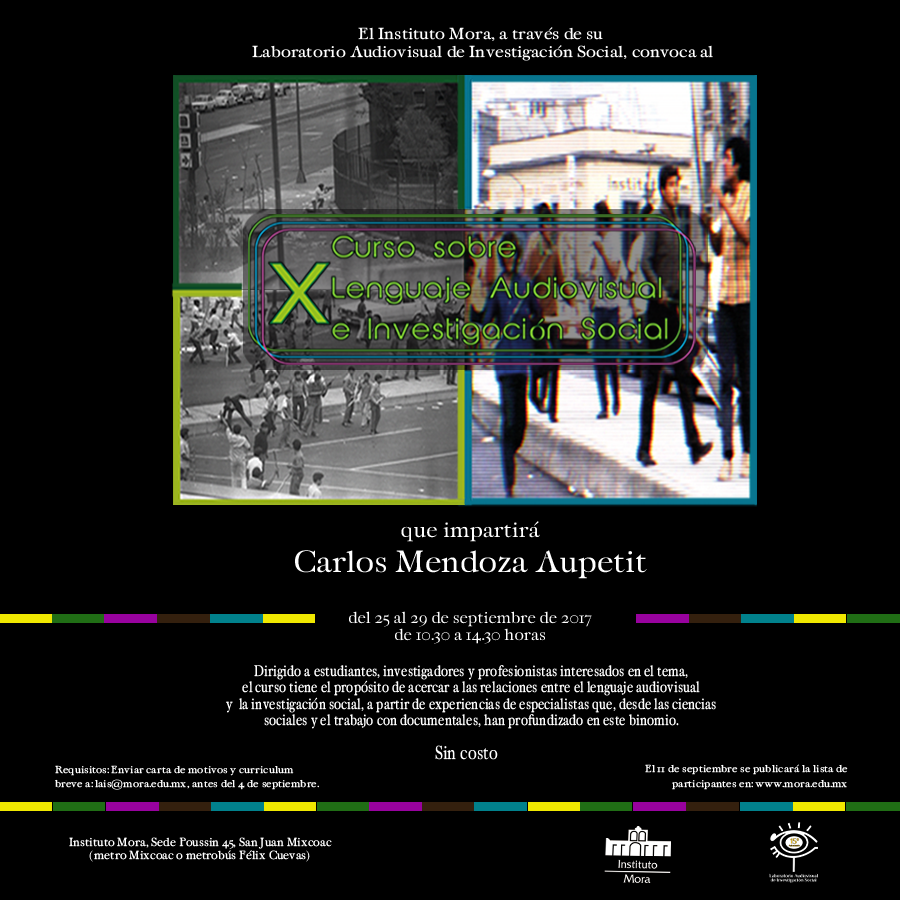 El Instituto Mora, a través de su
Laboratorio Audiovisual de Investigación Social, convoca al
X
Curso sobre
Lenguaje Audiovisual
e Investigación Social
que impartirá
Carlos Mendoza Aupetit
del 25 al 29 de septiembre de 2017
de 10.30 a 14.30 horas
Dirigido a estudiantes, investigadores y profesionistas interesados en el tema,
el curso tiene el propósito de acercar a las relaciones entre el lenguaje audiovisual
y la investigación social, a partir de experiencias de especialistas que, desde las ciencias
sociales y el trabajo con documentales, han profundizado en este binomio.
Sin costo
Requisitos: Enviar carta de motivos y curriculum
breve a: lais@mora.edu.mx, antes del 4 de septiembre.
El 11 de septiembre se publicará la lista de
participantes en: www.mora.edu.mx
Instituto Mora, Sede Poussin 45, San Juan Mixcoac
(metro Mixcoac o metrobús Félix Cuevas)
Instituto
Mora
Laboratorio Audiovisual
de Investigación Social